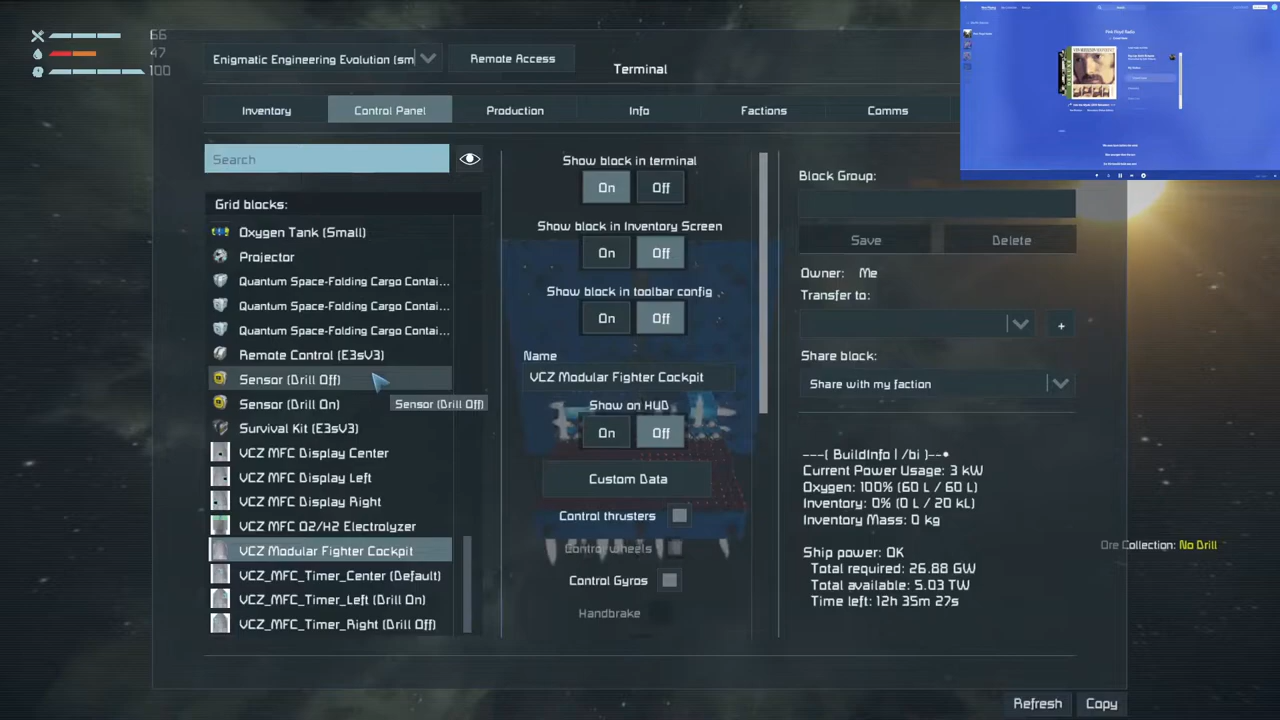 66
47
100
Enigmatic Engineering Evolu
Remote Access
Terminal
Inventory
Production
Info
Factions
Comms
Search
Grid blocks:
Oxygen Tank (Small)
Projector
Quantum Space-Folding Cargo Contai...
Quantum Space-Folding Cargo Contai...
Quantum Space-Folding Cargo Contai...
Remote Control (E3sV3)
Sensor (Drill Off)
Sensor (Drill On)
Sensor (Drill Off)
Survival Kit (E3sV3)
VCZ MFC Display Center
VCZ MFC Display Left
VCZ MFC Display Right
VCZ MFC O2/H2 Electrolyzer
VCZ Modular Fighter Cockpit
VCZ_MFC_Timer_Center (Default)
VCZ_MFC_Timer_Left (Drill On)
VCZ_MFC_Timer_Right (Drill Off)
Show block in terminal
On Off
Show block in Inventory Screen
On Off
Show block in toolbar config
On Off
Name
VCZ Modular Fighter Cockpit
Show on HUD
On Off
Custom Data
Control thrusters
Control wheels
Control Gyros
Handbrake
Block Group:
Save
Delete
Owner: Me
Transfer to:
+
Share block:
Share with my faction
---( BuildInfo | /bi )--•
Current Power Usage: 3 kW
Oxygen: 100% (60 L / 60 L)
Inventory: 0% (0 L / 20 kL)
Inventory Mass: 0 kg
Ship power: OK
Total required: 26.88 GW
Total available: 5.03 TW
Time left: 12h 35m 27s
Ore Collection: No Drill
Refresh
Copy
Pink Floyd Radio